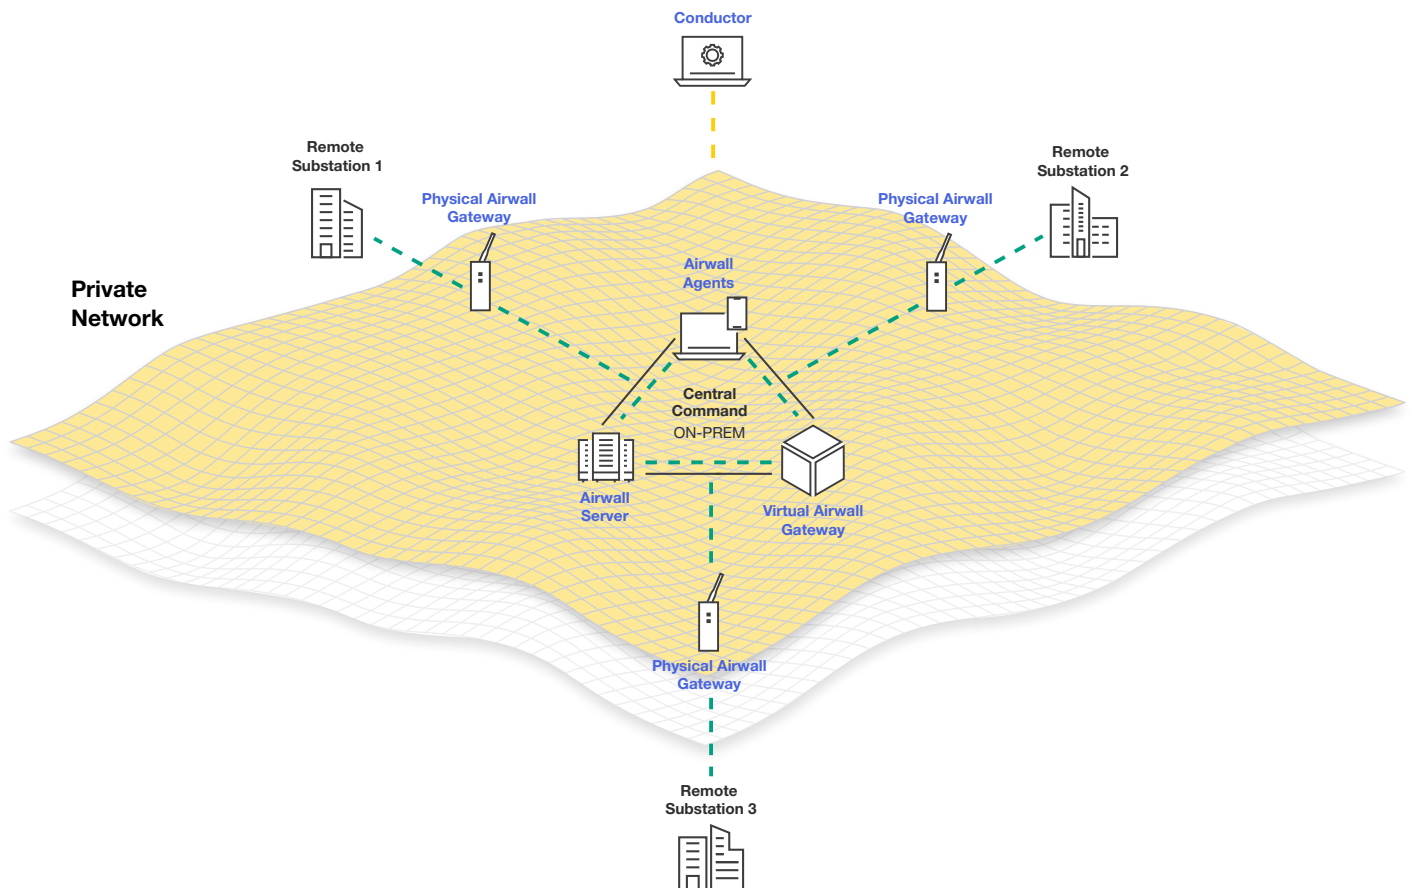 Conductor
Remote
Substation 1
Remote
Substation 2
Physical Airwall
Gateway
Physical Airwall
Gateway
Airwall
Agents
Private
Network
Central
Command
ON-PREM
Airwall
Server
Virtual Airwall
Gateway
Physical Airwall
Gateway
Remote
Substation 3